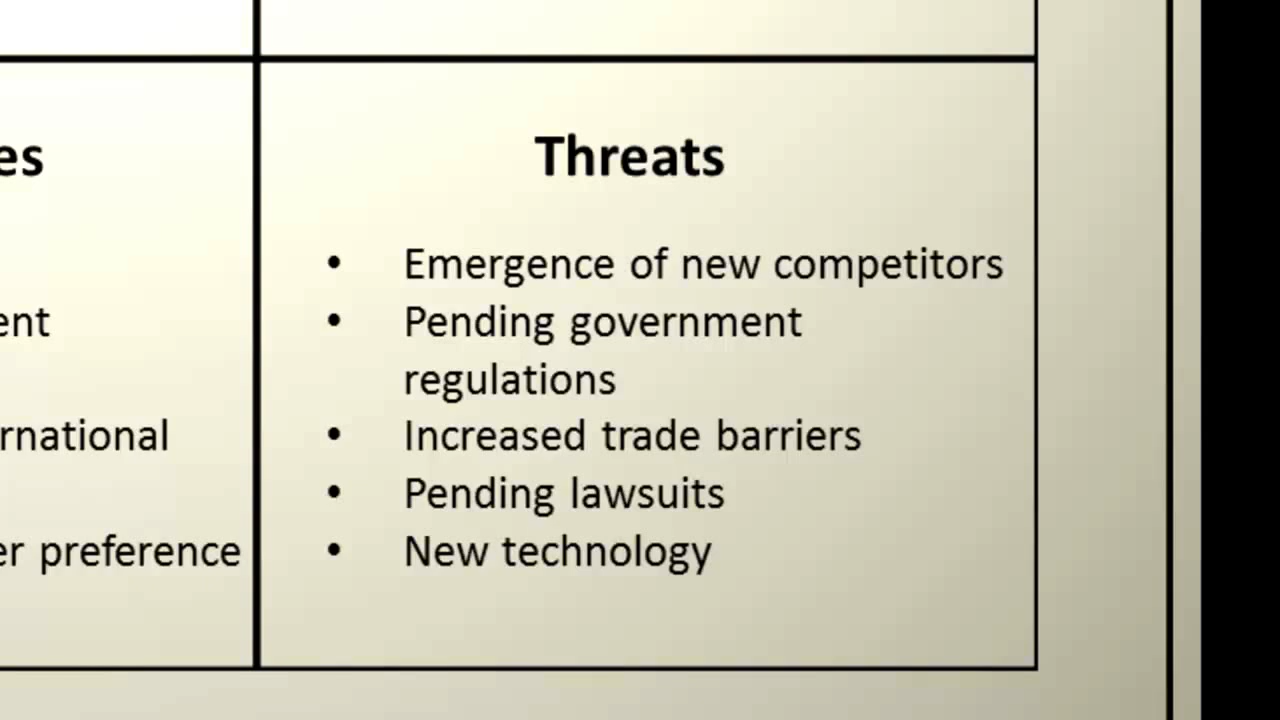 Threats
• Emergence of new competitors
• Pending government
regulations
• Increased trade barriers
• Pending lawsuits
• New technology
es
ent
rnational
er preference